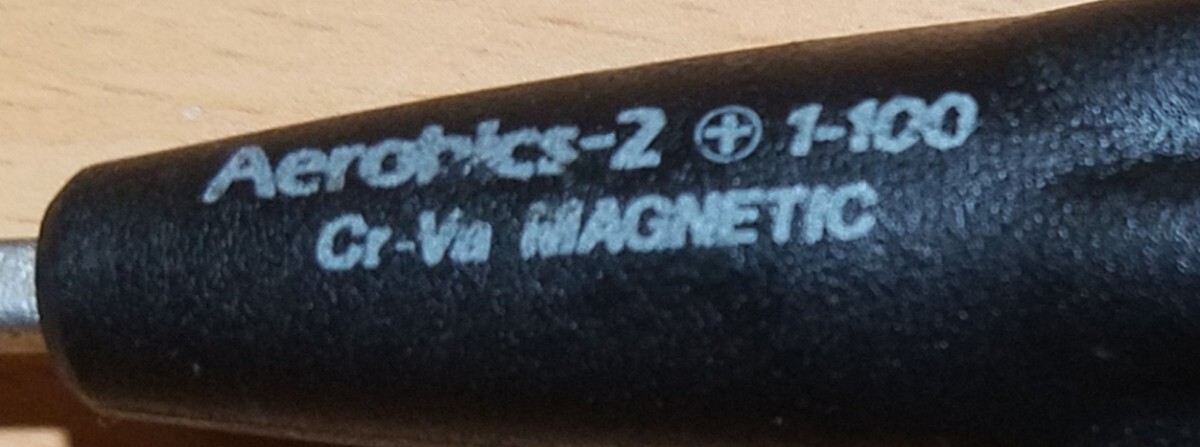 Aerobics-2 ⊕ 1-100
Cr-Va MAGNETIC